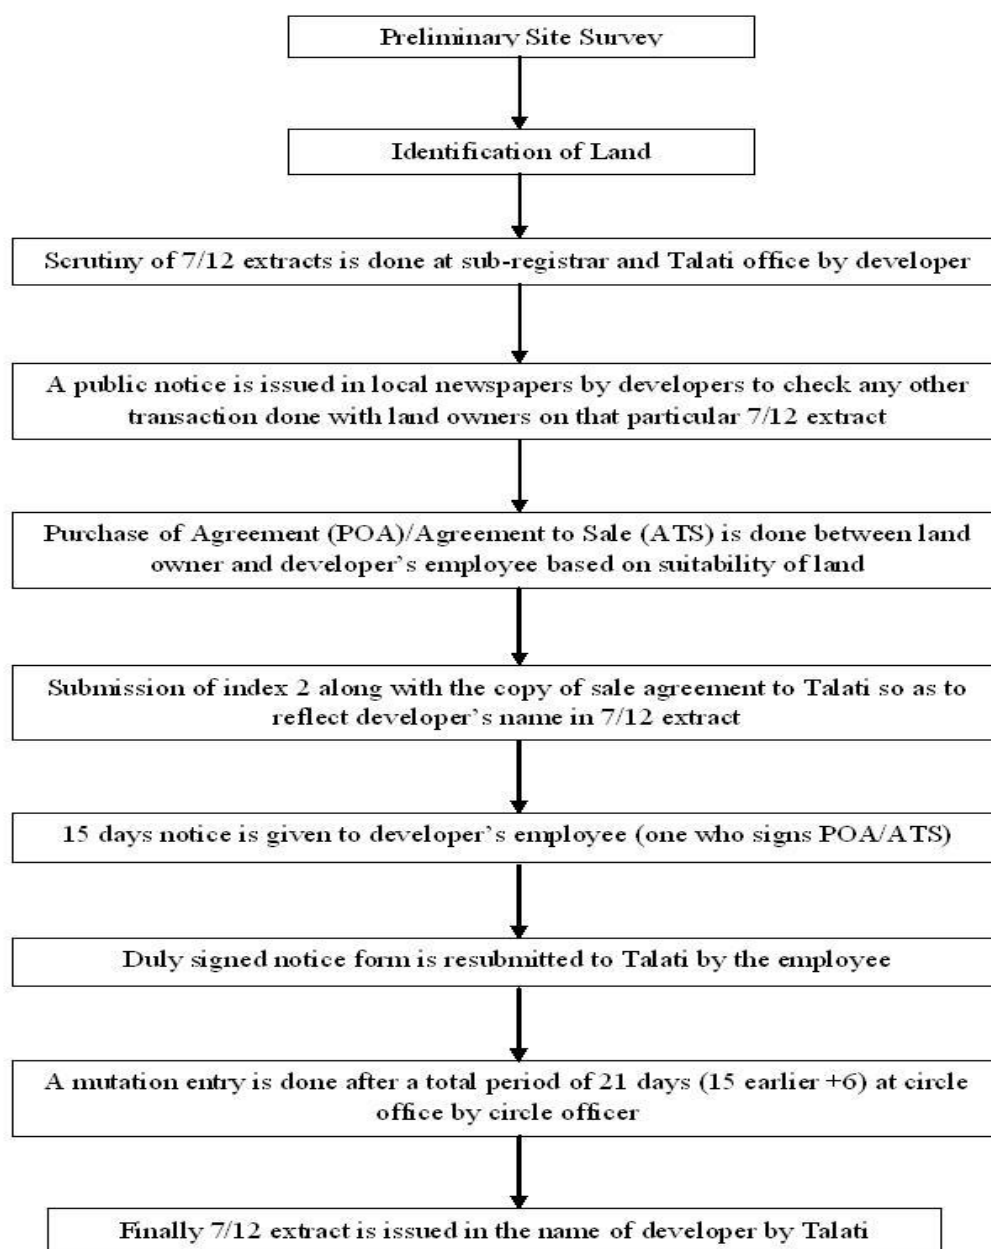 Preliminary Site Survey
Identification of Land
Scrutiny of 7/12 extracts is done at sub-registrar and Talati office by developer
A public notice is issued in local newspapers by developers to check any other
transaction done with land owners on that particular 7/12 extract
Purchase of Agreement (POA)/Agreement to Sale (ATS) is done between land
owner and developer’s employee based on suitability of land
Submission of index 2 along with the copy of sale agreement to Talati so as to
reflect developer’s name in 7/12 extract
15 days notice is given to developer’s employee (one who signs POA/ATS)
Duly signed notice form is resubmitted to Talati by the employee
A mutation entry is done after a total period of 21 days (15 earlier +6) at circle
office by circle officer
Finally 7/12 extract is issued in the name of developer by Talati